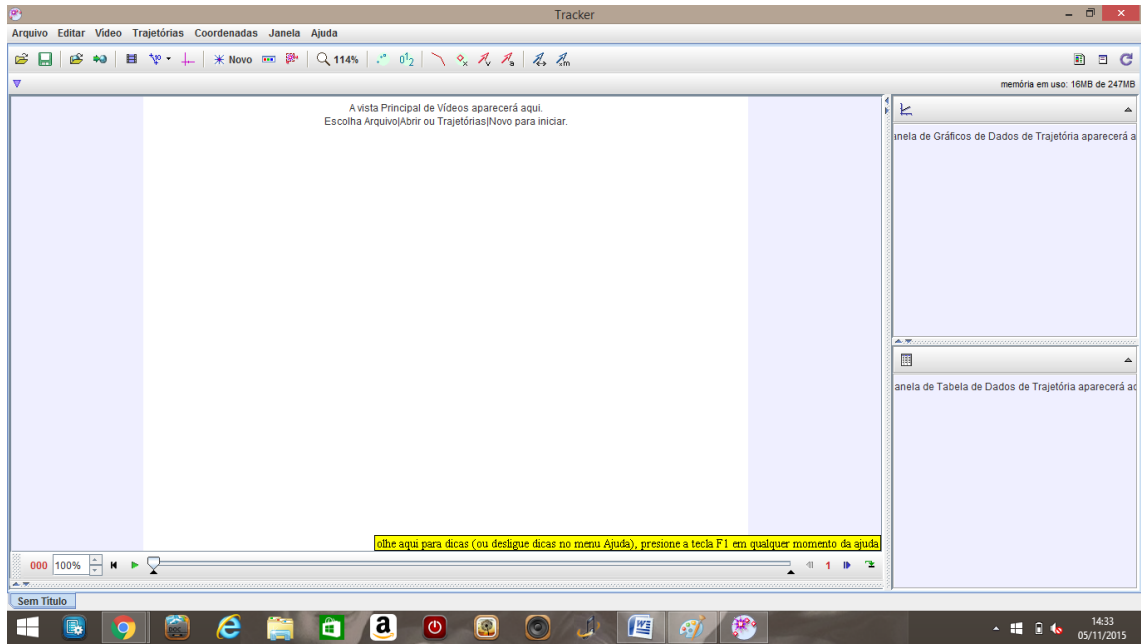 Tracker
Arquivo Editar Video Trajetórias Coordenadas Janela Ajuda
Novo 114%
memória em uso: 16MB de 247MB
A vista Principal de Vídeos aparecerá aqui.
Escolha Arquivo|Abrir ou Trajetórias|Novo para iniciar.
anela de Gráficos de Dados de Trajetória aparecerá a
anela de Tabela de Dados de Trajetória aparecerá aq
olhe aqui para dicas (ou desligue dicas no menu Ajuda), presione a tecla F1 em qualquer momento da ajuda
000 100% 1
Sem Titulo
14:33
05/11/2015